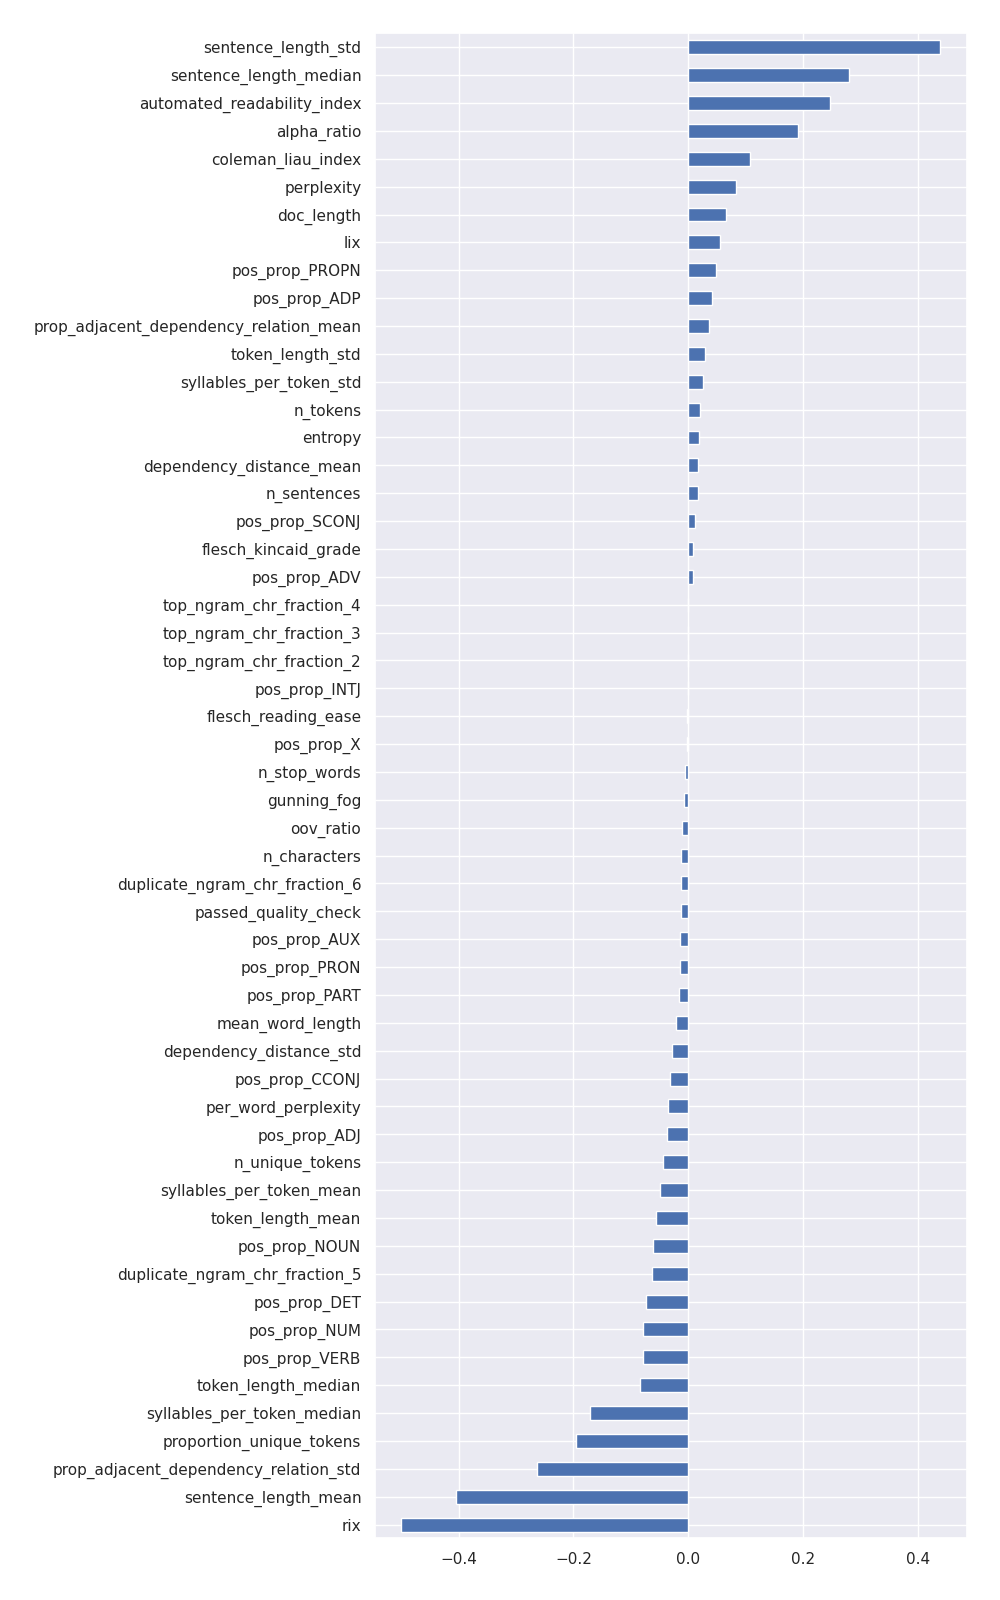 sentence_length_std
sentence_length_median
automated_readability_index
alpha_ratio
coleman_liau_index
perplexity
doc_length
lix
pos_prop_PROPN
pos_prop_ADP
prop_adjacent_dependency_relation_mean
token_length_std
syllables_per_token_std
n_tokens
entropy
dependency_distance_mean
n_sentences
pos_prop_SCONJ
flesch_kincaid_grade
pos_prop_ADV
top_ngram_chr_fraction_4
top_ngram_chr_fraction_3
top_ngram_chr_fraction_2
pos_prop_INTJ
flesch_reading_ease
pos_prop_X
n_stop_words
gunning_fog
oov_ratio
n_characters
duplicate_ngram_chr_fraction_6
passed_quality_check
pos_prop_AUX
pos_prop_PRON
pos_prop_PART
mean_word_length
dependency_distance_std
pos_prop_CCONJ
per_word_perplexity
pos_prop_ADJ
n_unique_tokens
syllables_per_token_mean
token_length_mean
pos_prop_NOUN
duplicate_ngram_chr_fraction_5
pos_prop_DET
pos_prop_NUM
pos_prop_VERB
token_length_median
syllables_per_token_median
proportion_unique_tokens
prop_adjacent_dependency_relation_std
sentence_length_mean
rix
−0.4 −0.2 0.0 0.2 0.4